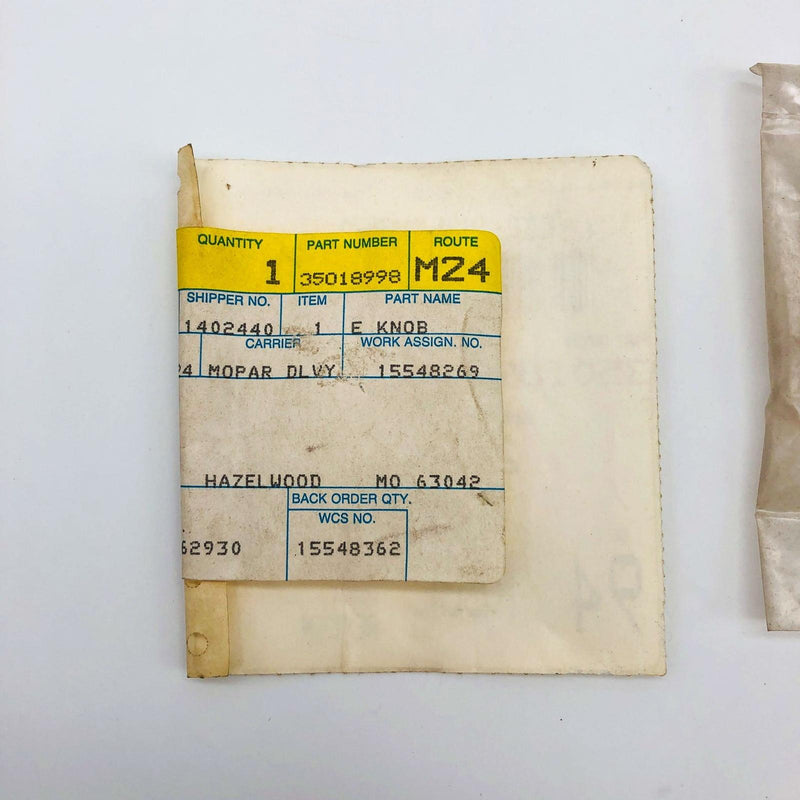 QUANTITY PART NUMBER ROUTE
1 35018998 M24
SHIPPER NO. ITEM PART NAME
1402440 1 E KNOB
CARRIER WORK ASSIGN. NO.
24 MOPAR DLVY 15548269
HAZELWOOD MO 63042
BACK ORDER QTY.
WCS NO.
62930 15548362